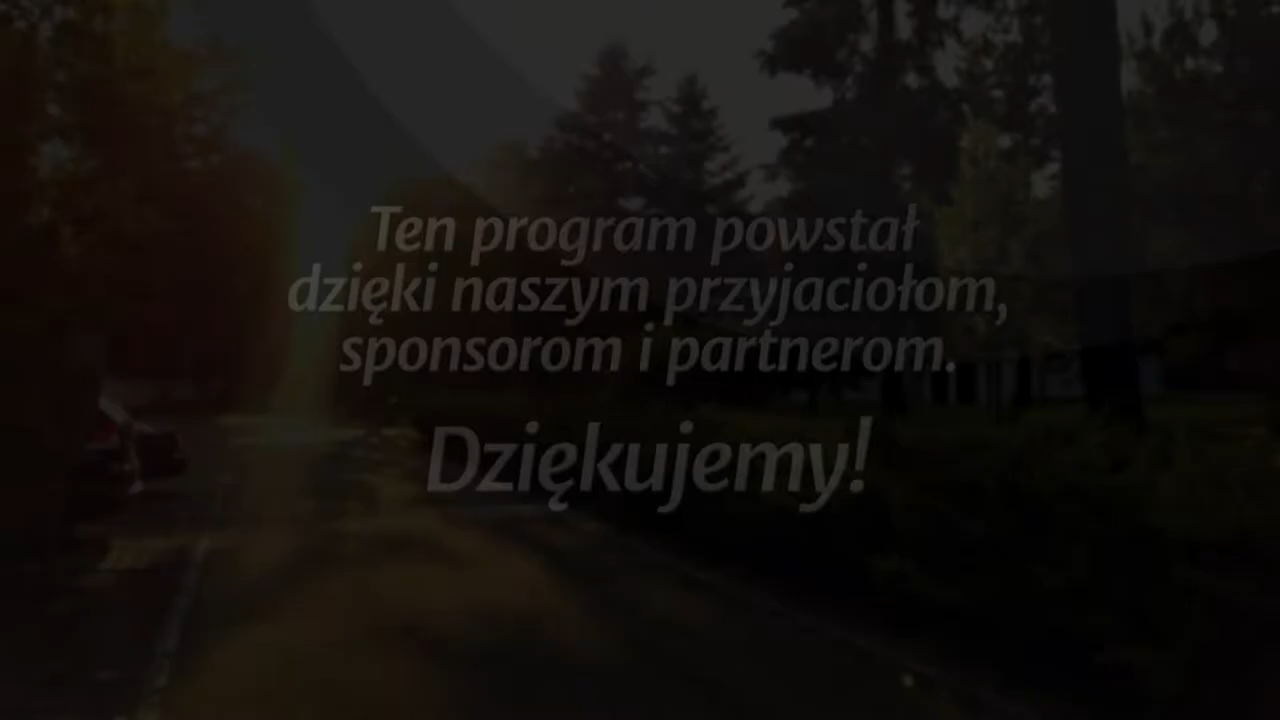 Ten program powstał
dzięki naszym przyjaciołom,
sponsorom i partnerom.
Dziękujemy!